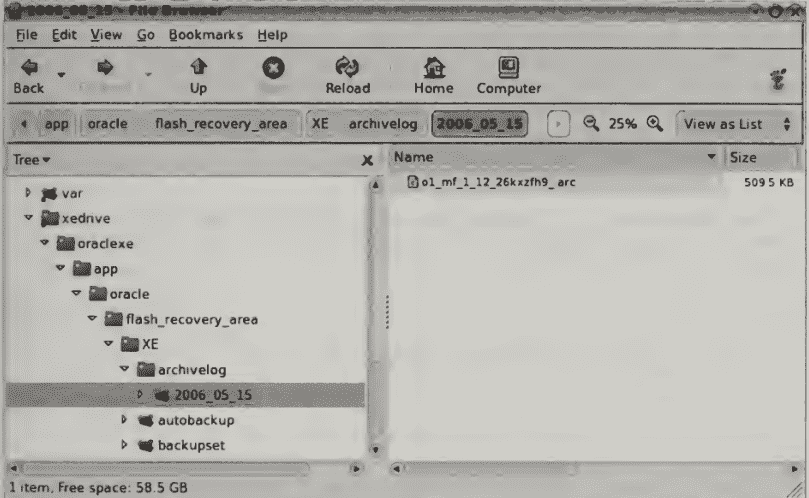 2006_05_15 - File Browser
File Edit View Go Bookmarks Help
Back Up Reload Home Computer
app oracle flash_recovery_area XE archivelog 2006_05_15 25% View as List
Tree Name Size
var
o1_mf_1_12_26kxzfh9_ arc 509 5 KB
xedrive
oraclexe
app
oracle
flash_recovery_area
XE
archivelog
2006_05_15
autobackup
backupset
1 item, Free space: 58.5 GB